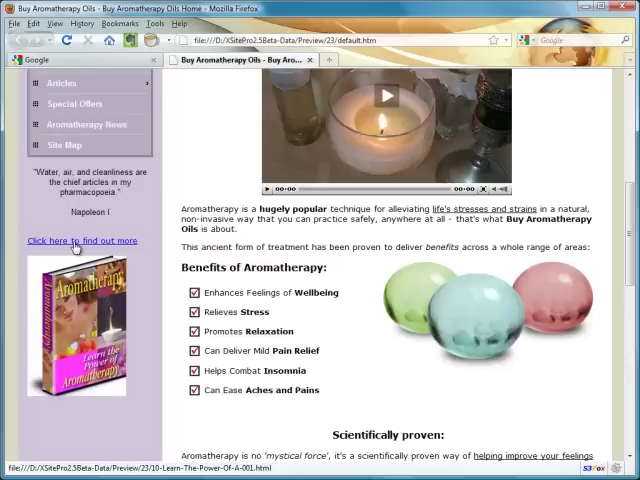 Buy Aromatherapy Oils - Buy Aromatherapy Oils Home - Mozilla Firefox
File Edit View History Bookmarks Tools Help
file:///D:/XSitePro2.5Beta-Data/Preview/23/default.htm
Google
Google
Buy Aromatherapy Oils - Buy Aro...
Articles
Special Offers
Aromatherapy News
Site Map
"Water, air, and cleanliness are
the chief articles in my
pharmacopoeia."
Napoleon I
Click here to find out more
Aromatherapy
Learn the
Power of
Aromatherapy
00:00
00:00
Aromatherapy is a hugely popular technique for alleviating life's stresses and strains in a natural,
non-invasive way that you can practice safely, anywhere at all - that's what Buy Aromatherapy
Oils is about.
This ancient form of treatment has been proven to deliver benefits across a whole range of areas:
Benefits of Aromatherapy:
Enhances Feelings of Wellbeing
Relieves Stress
Promotes Relaxation
Can Deliver Mild Pain Relief
Helps Combat Insomnia
Can Ease Aches and Pains
Scientifically proven:
Aromatherapy is no 'mystical force', it's a scientifically proven way of helping improve your feelings
file:///D:/XSitePro2.5Beta-Data/Preview/23/10-Learn-The-Power-Of-A-001.html
S3Fox